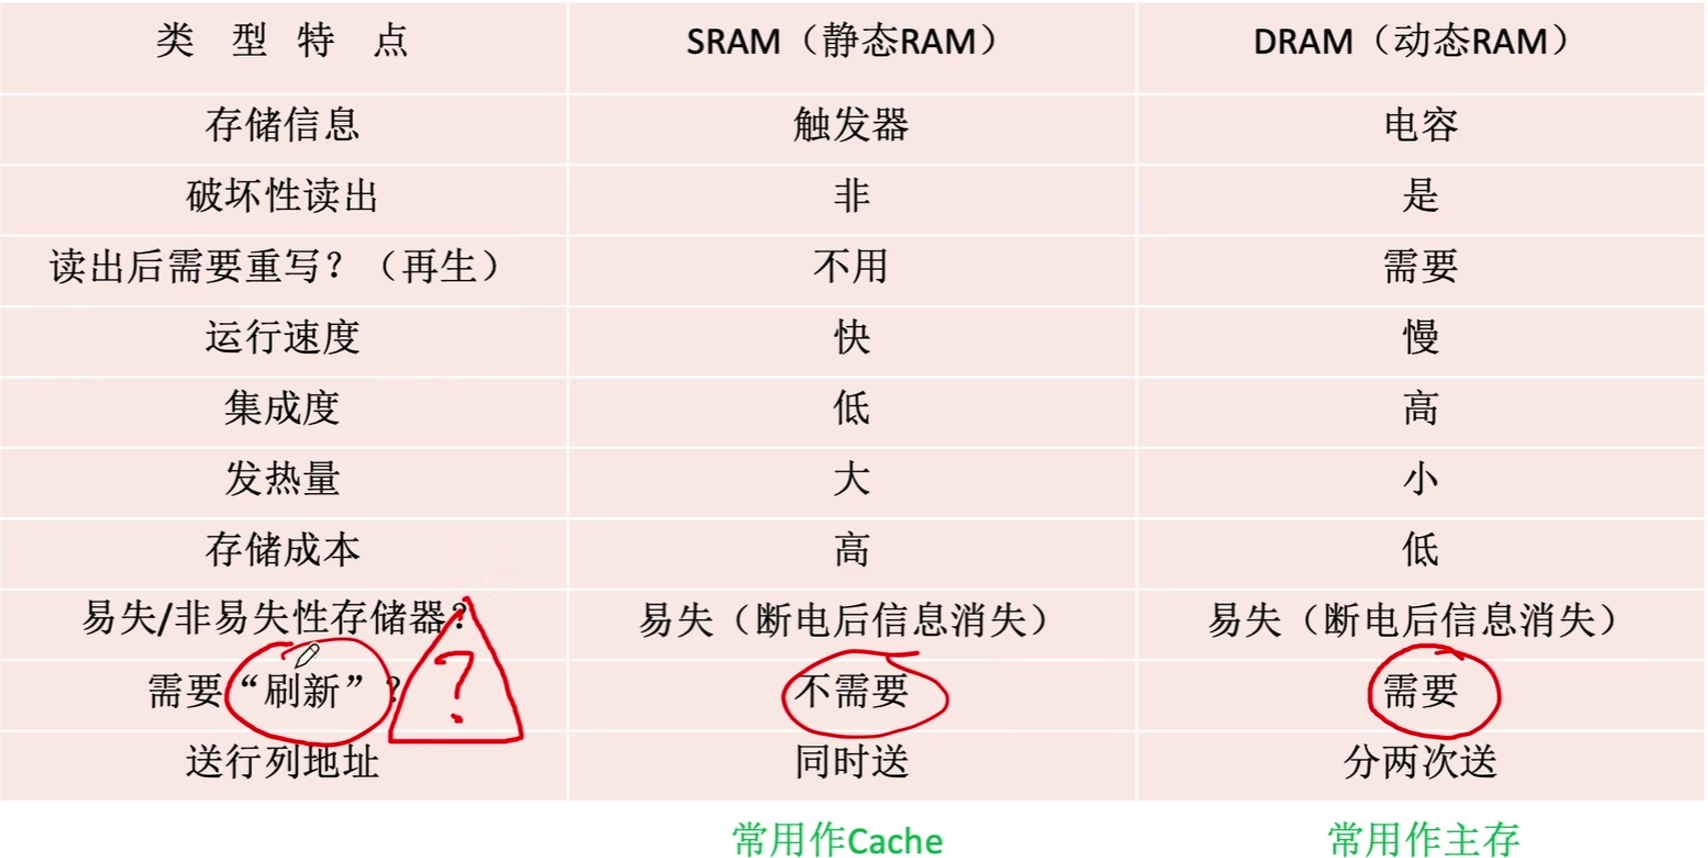 类 型 特 点 SRAM（静态RAM） DRAM（动态RAM）
存储信息 触发器 电容
破坏性读出 非 是
读出后需要重写？（再生） 不用 需要
运行速度 快 慢
集成度 低 高
发热量 大 小
存储成本 高 低
易失/非易失性存储器? 易失（断电后信息消失） 易失（断电后信息消失）
需要“刷新”? 不需要 需要
?
送行列地址 同时送 分两次送
常用作Cache 常用作主存